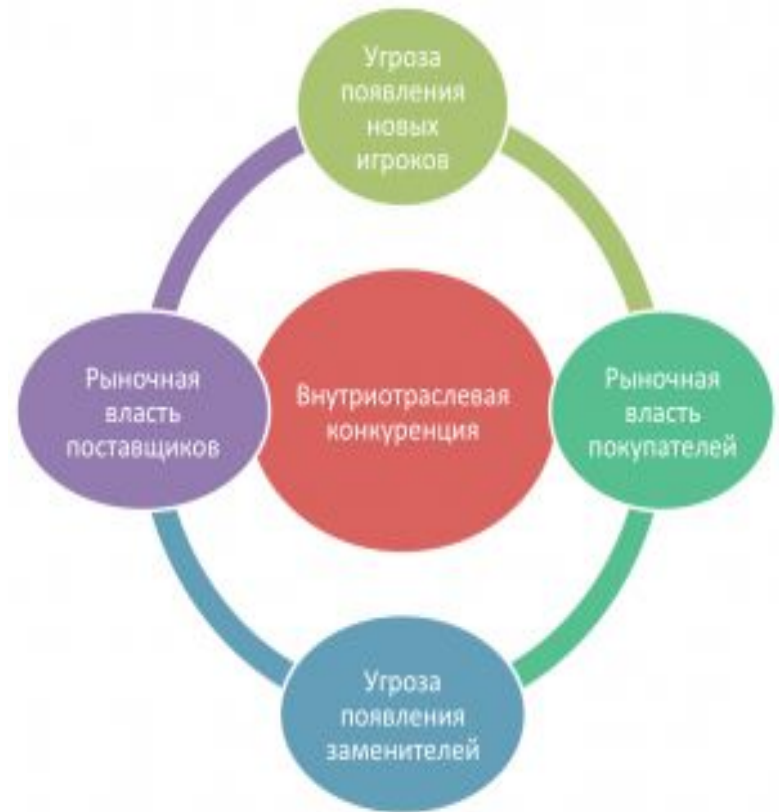 Угроза
появления
новых
игроков
Рыночная
власть
поставщиков
Внутриотраслевая
конкуренция
Рыночная
власть
покупателей
Угроза
появления
заменителей